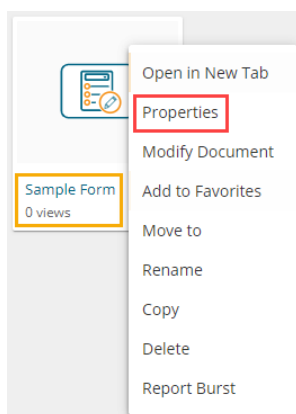 Open in New Tab
Properties
Modify Document
Sample Form
0 views
Add to Favorites
Move to
Rename
Copy
Delete
Report Burst